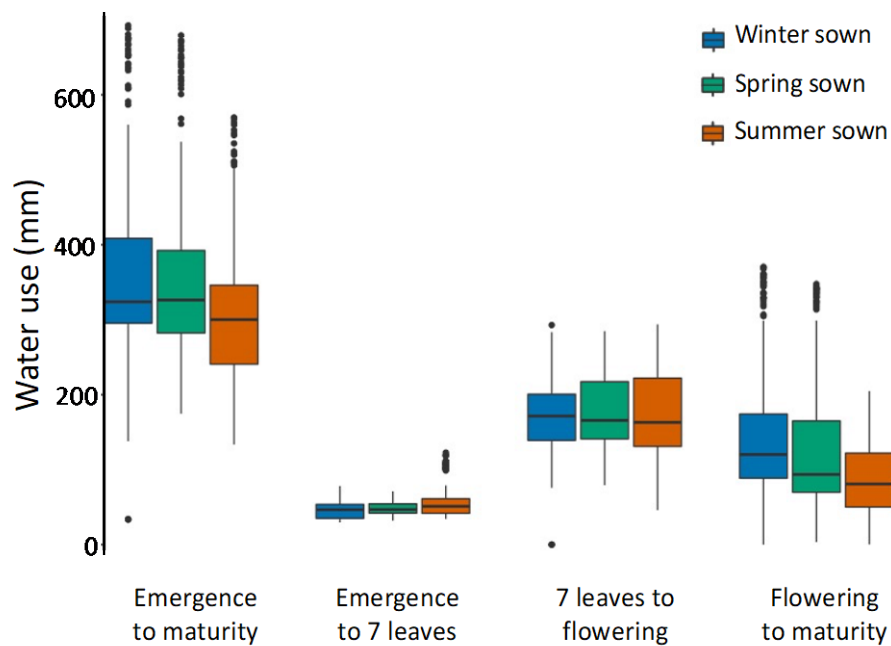 Winter sown
Spring sown
Summer sown
Water use (mm)
600
400
200
0
Emergence
to maturity
Emergence
to 7 leaves
7 leaves to
flowering
Flowering
to maturity